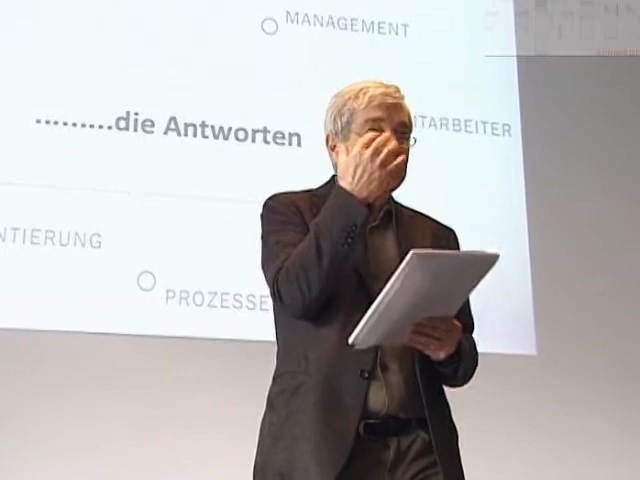 MANAGEMENT
.........die Antworten
ITARBEITER
NTIERUNG
PROZESSE